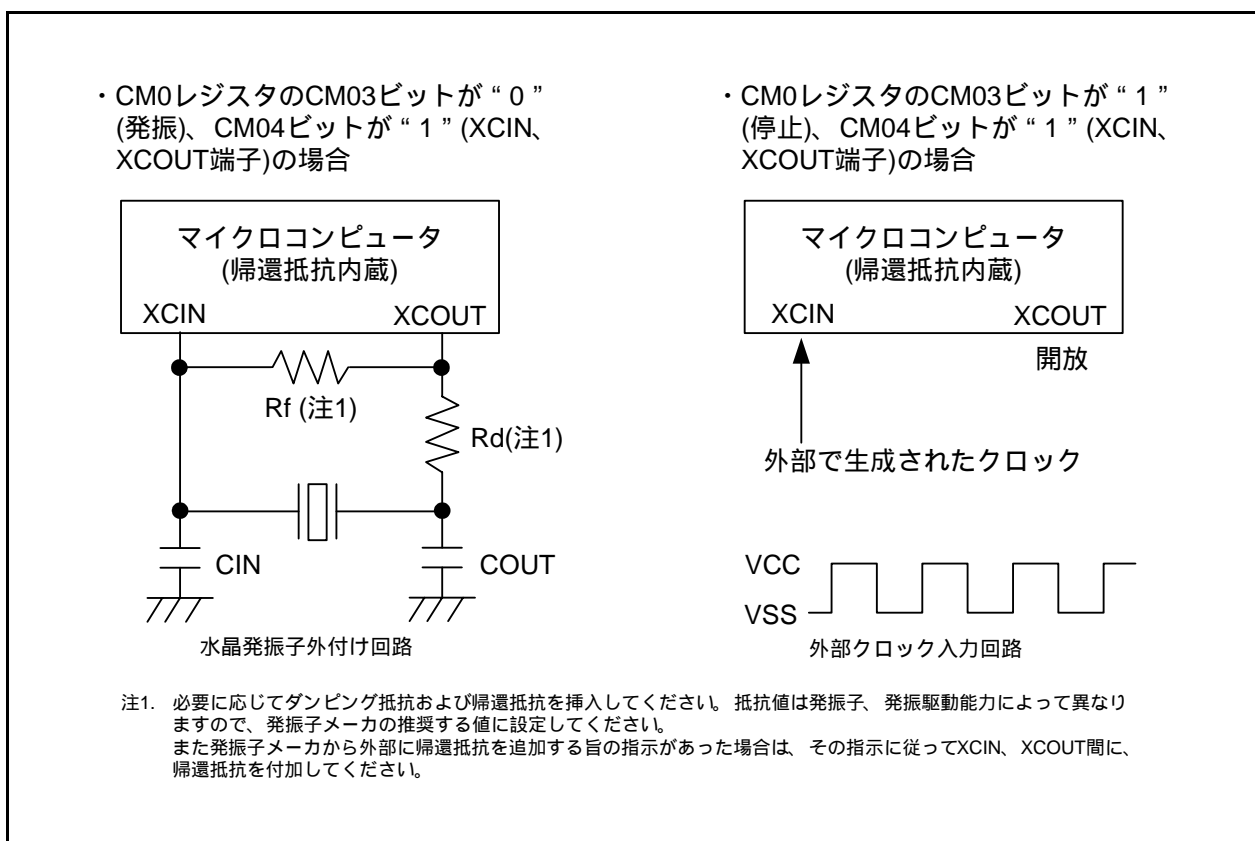 ・CM0レジスタのCM03ビットが“0”
(発振)、CM04ビットが“1”(XCIN、
XCOUT端子)の場合
マイクロコンピュータ
(帰還抵抗内蔵)
XCIN
XCOUT
Rf (注1)
Rd(注1)
CIN
COUT
水晶発振子外付け回路
・CM0レジスタのCM03ビットが“1”
(停止)、CM04ビットが“1”(XCIN、
XCOUT端子)の場合
マイクロコンピュータ
(帰還抵抗内蔵)
XCIN
XCOUT
開放
外部で生成されたクロック
VCC
VSS
外部クロック入力回路
注1. 必要に応じてダンピング抵抗および帰還抵抗を挿入してください。抵抗値は発振子、発振駆動能力によって異なり
ますので、発振子メーカの推奨する値に設定してください。
また発振子メーカから外部に帰還抵抗を追加する旨の指示があった場合は、その指示に従ってXCIN、XCOUT間に、
帰還抵抗を付加してください。